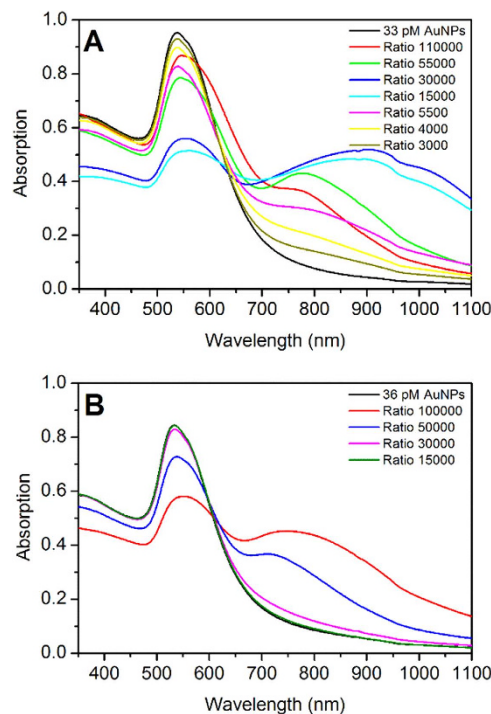 A
33 pM AuNPs
Ratio 110000
Ratio 55000
Ratio 30000
Ratio 15000
Ratio 5500
Ratio 4000
Ratio 3000
1.0
0.8
0.6
0.4
0.2
0.0
Absorption
500 600 700 800 900 1000 1100
Wavelength (nm)
B
36 pM AuNPs
Ratio 100000
Ratio 50000
Ratio 30000
Ratio 15000
1.0
0.8
0.6
0.4
0.2
0.0
Absorption
400 500 600 700 800 900 1000 1100
Wavelength (nm)